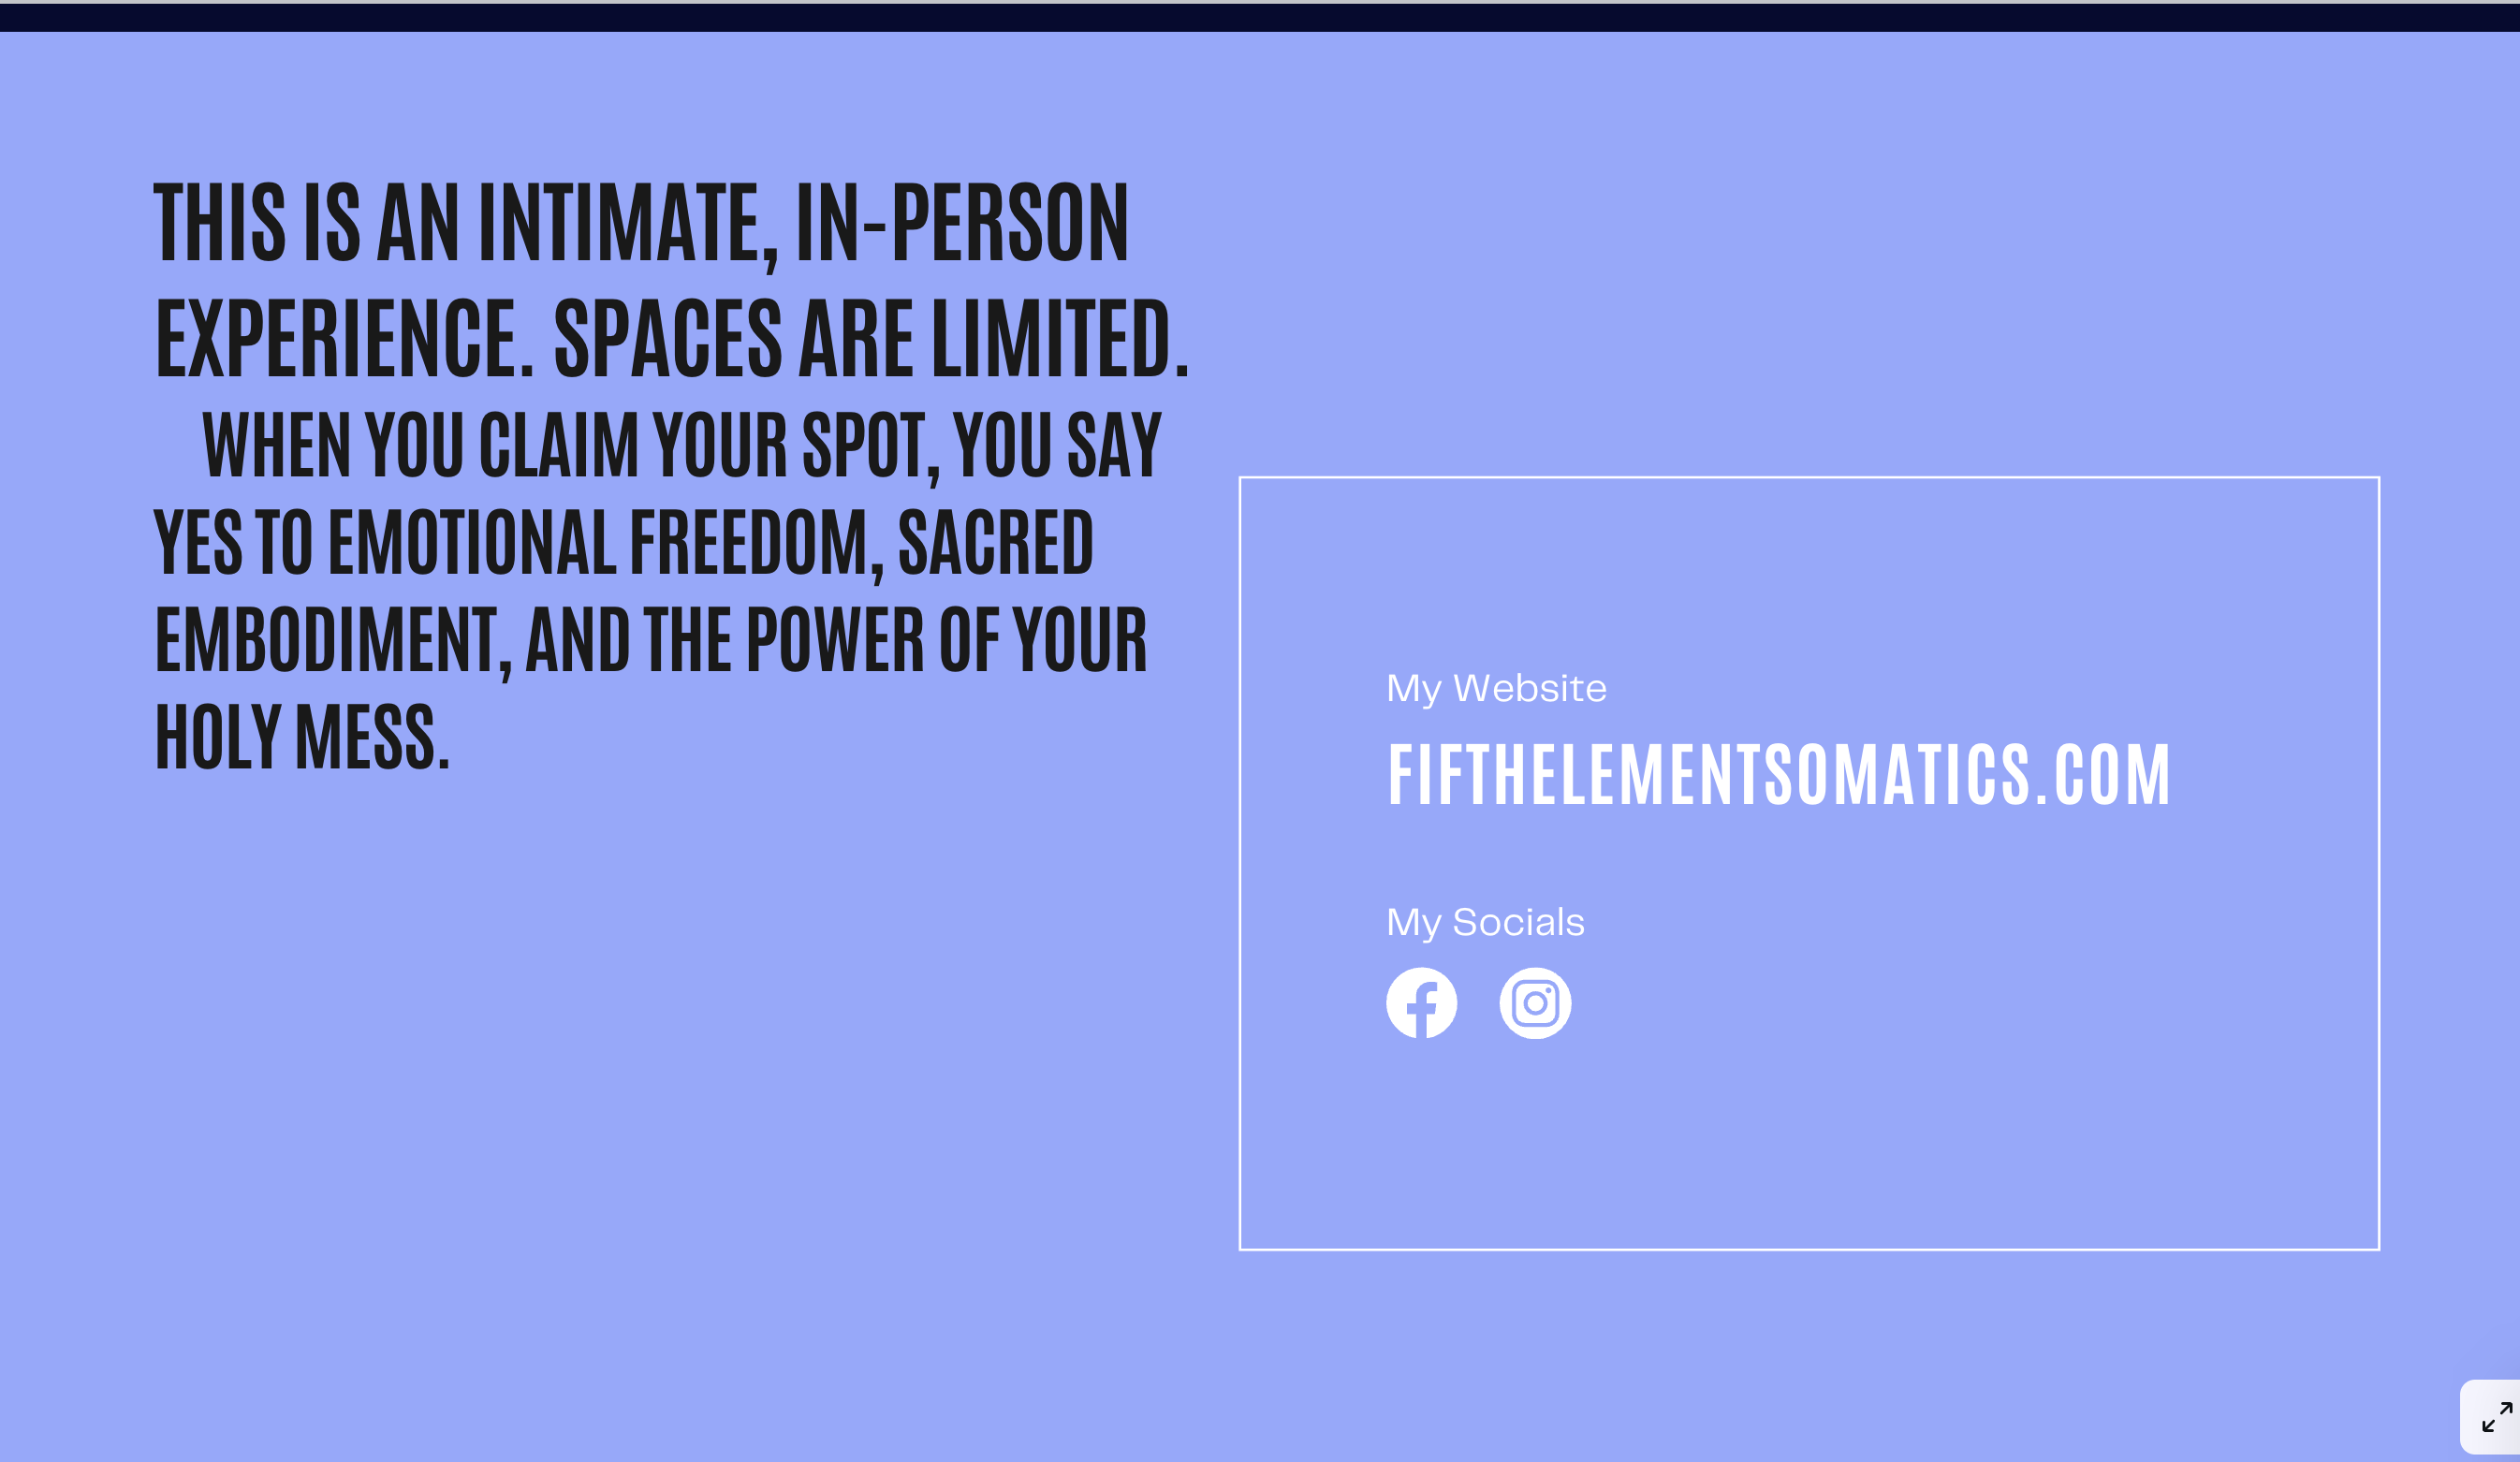 THIS IS AN INTIMATE, IN-PERSON
EXPERIENCE. SPACES ARE LIMITED.
WHEN YOU CLAIM YOUR SPOT, YOU SAY
YES TO EMOTIONAL FREEDOM, SACRED
EMBODIMENT, AND THE POWER OF YOUR
HOLY MESS.
My Website
FIFTHELEMENTSOMATICS.COM
My Socials